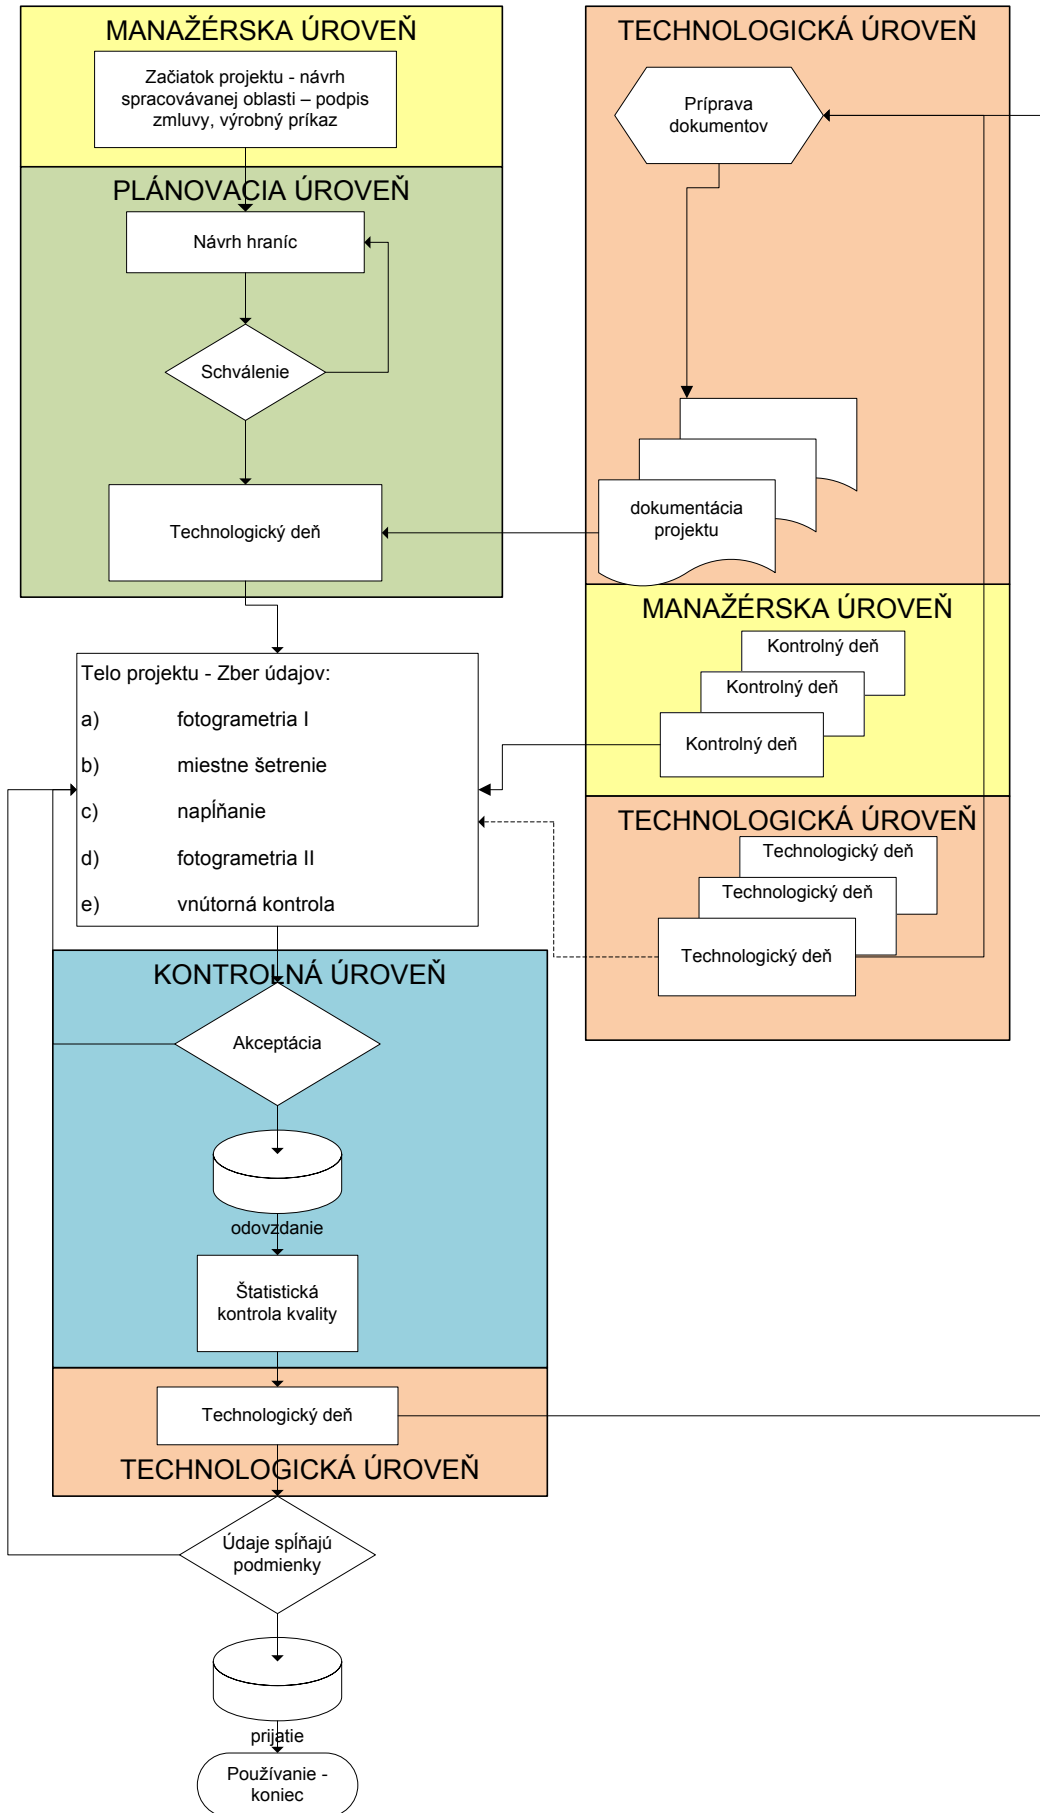 MANAŽÉRSKA ÚROVEŇ
Začiatok projektu - návrh
spracovávanej oblasti – podpis
zmluvy, výrobný príkaz
PLÁNOVACIA ÚROVEŇ
Návrh hraníc
Schválenie
Technologický deň
Telo projektu - Zber údajov:
a) fotogrametria I
b) miestne šetrenie
c) napĺňanie
d) fotogrametria II
e) vnútorná kontrola
KONTROLNÁ ÚROVEŇ
Akceptácia
odovzdanie
Štatistická
kontrola kvality
Technologický deň
TECHNOLOGICKÁ ÚROVEŇ
Údaje spĺňajú
podmienky
prijatie
Používanie -
koniec
TECHNOLOGICKÁ ÚROVEŇ
Príprava
dokumentov
dokumentácia
projektu
MANAŽÉRSKA ÚROVEŇ
Kontrolný deň
Kontrolný deň
Kontrolný deň
TECHNOLOGICKÁ ÚROVEŇ
Technologický deň
Technologický deň
Technologický deň